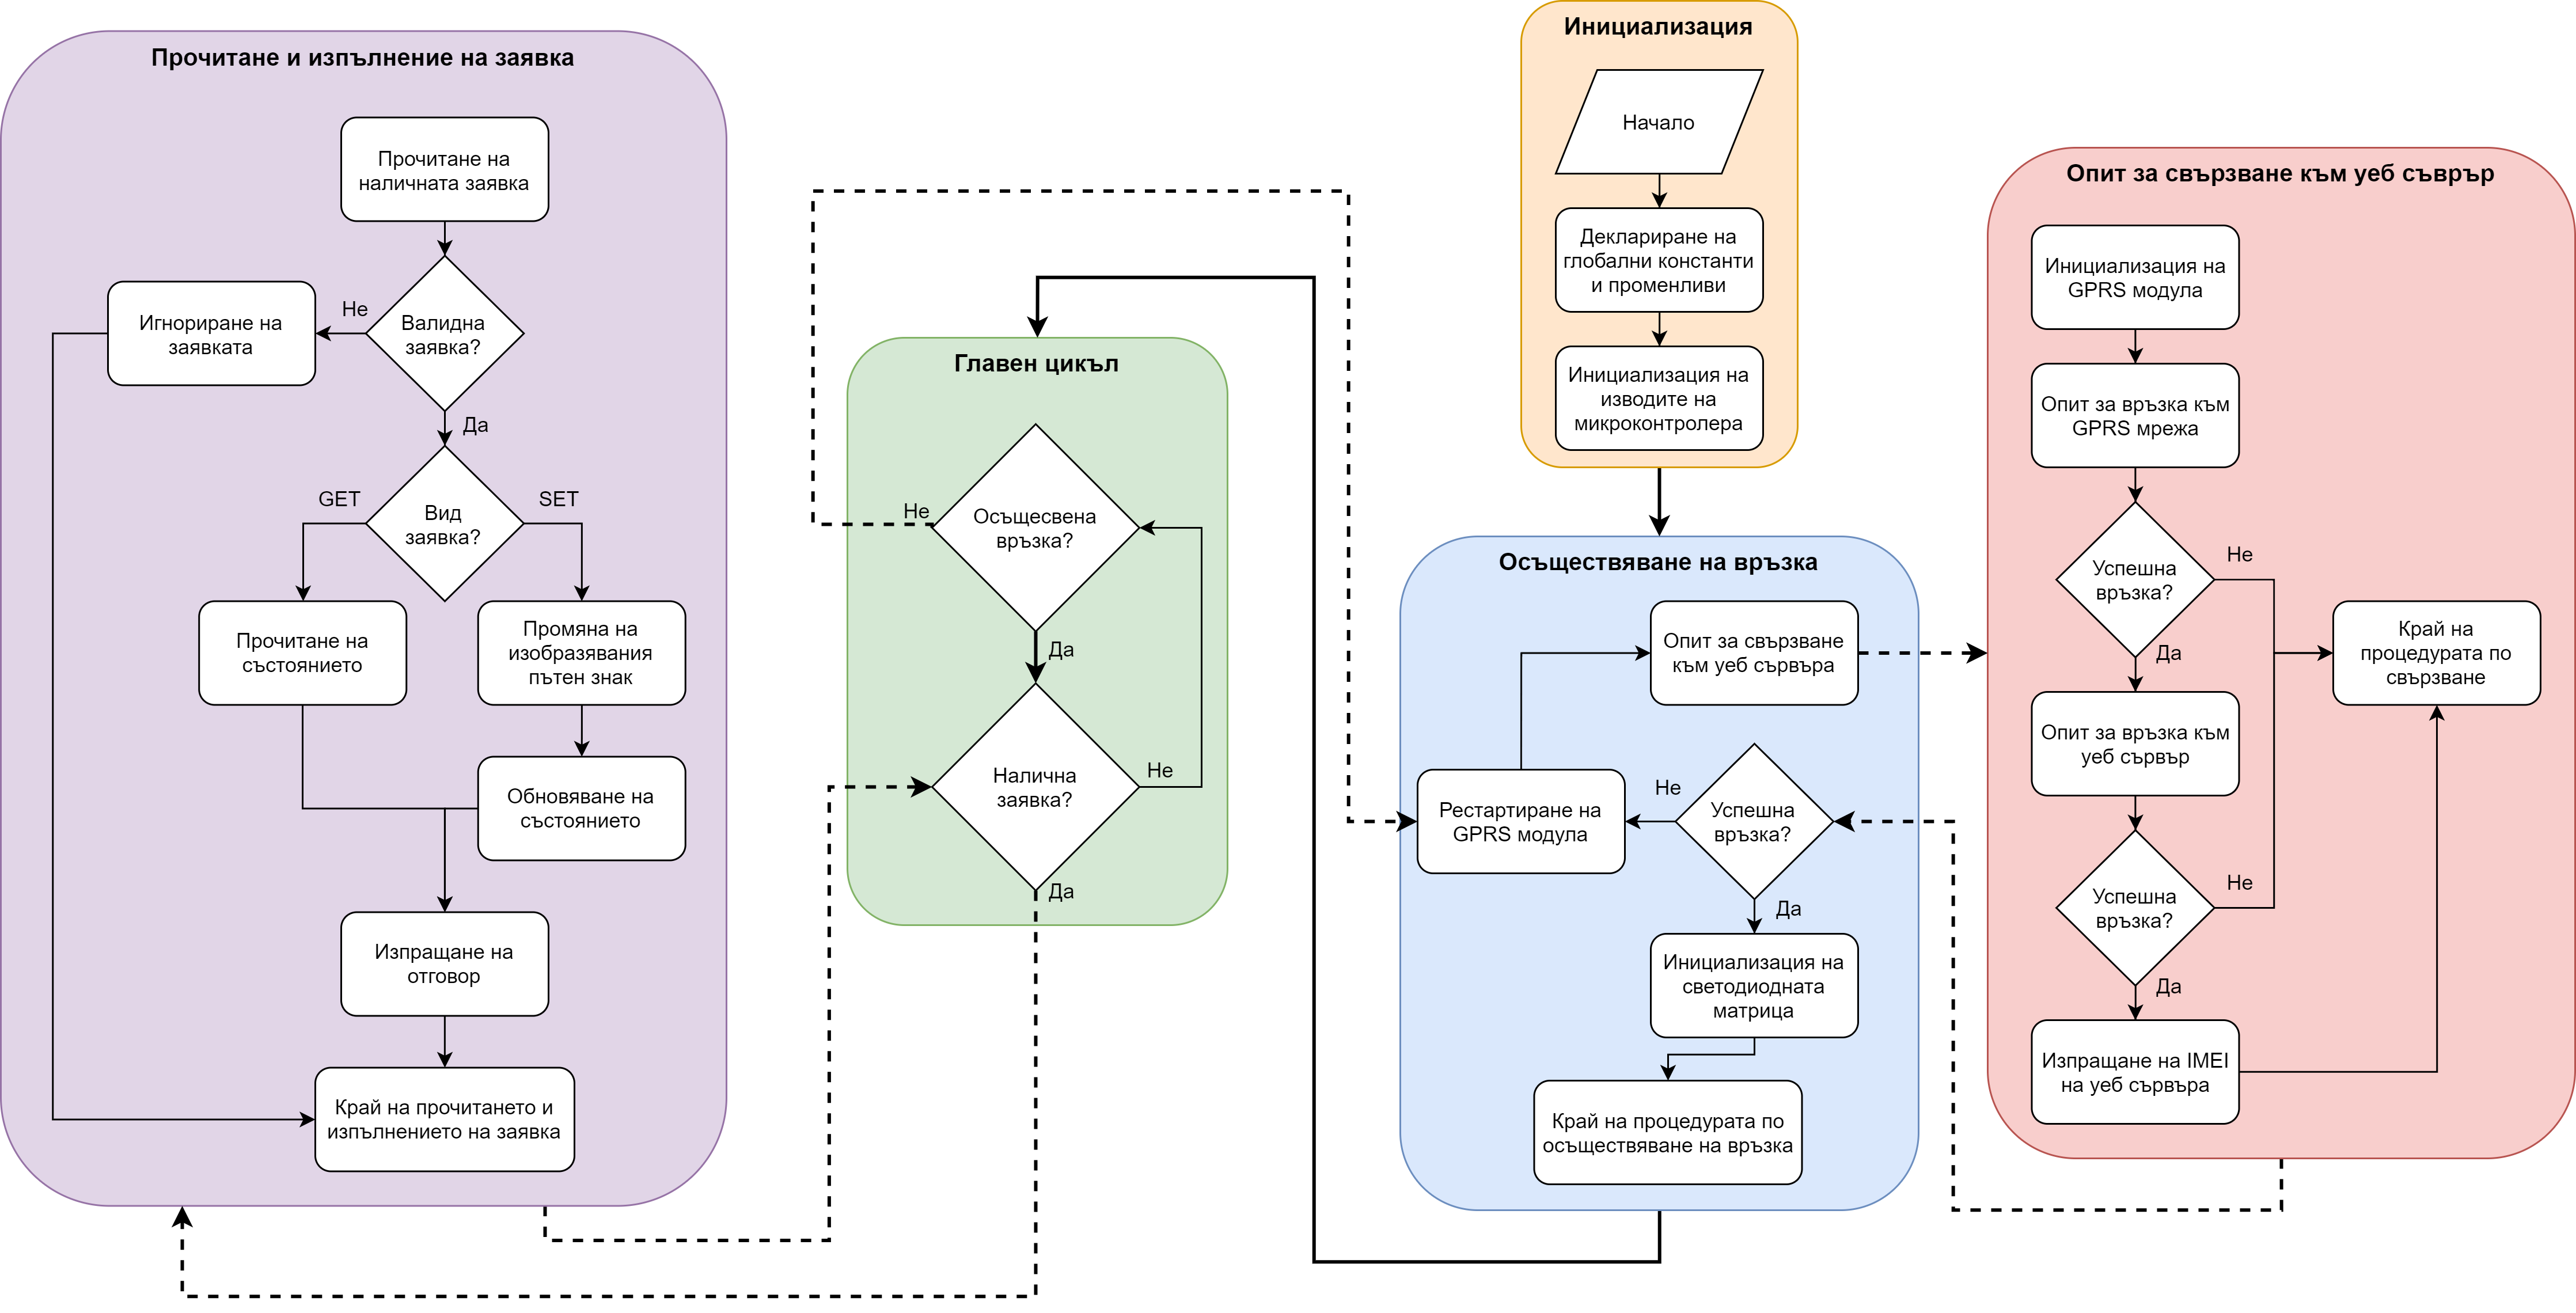 Прочитане и изпълнение на заявка
Прочитане на
наличната заявка
Валидна
заявка?
Не
Игнориране на
заявката
Да
Вид
заявка?
GET
SET
Прочитане на
състоянието
Промяна на
изобразявания
пътен знак
Обновяване на
състоянието
Изпращане на
отговор
Край на прочитането и
изпълнението на заявка
Главен цикъл
Осъщесвена
връзка?
Не
Да
Налична
заявка?
Не
Да
Инициализация
Начало
Деклариране на
глобални константи
и променливи
Инициализация на
изводите на
микроконтролера
Осъществяване на връзка
Опит за свързване
към уеб сървъра
Рестартиране на
GPRS модула
Не
Успешна
връзка?
Да
Инициализация на
светодиодната
матрица
Край на процедурата по
осъществяване на връзка
Опит за свързване към уеб съврър
Инициализация на
GPRS модула
Опит за връзка към
GPRS мрежа
Успешна
връзка?
Не
Да
Край на
процедурата по
свързване
Опит за връзка към
уеб сървър
Успешна
връзка?
Не
Да
Изпращане на IMEI
на уеб сървъра